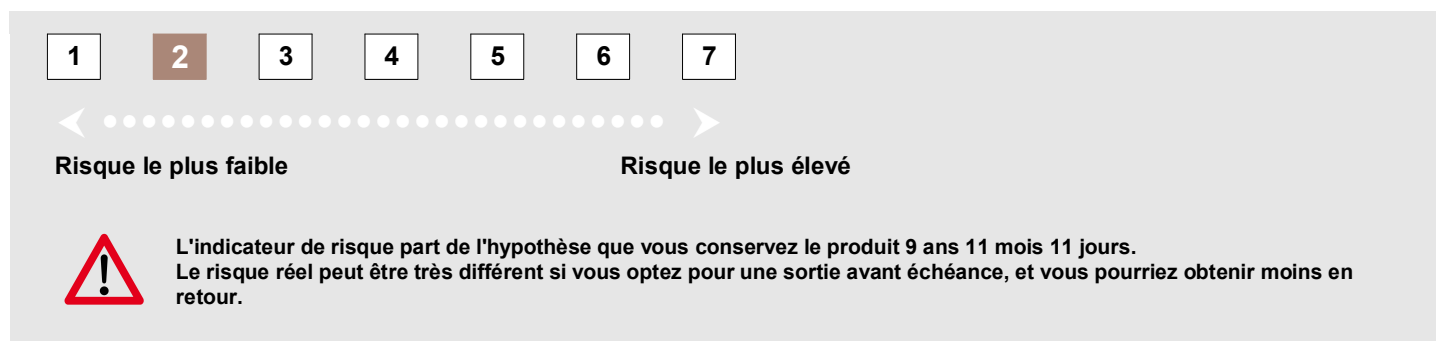 1 2 3 4 5 6 7
Risque le plus faible Risque le plus élevé
L'indicateur de risque part de l'hypothèse que vous conservez le produit 9 ans 11 mois 11 jours.
Le risque réel peut être très différent si vous optez pour une sortie avant échéance, et vous pourriez obtenir moins en
retour.